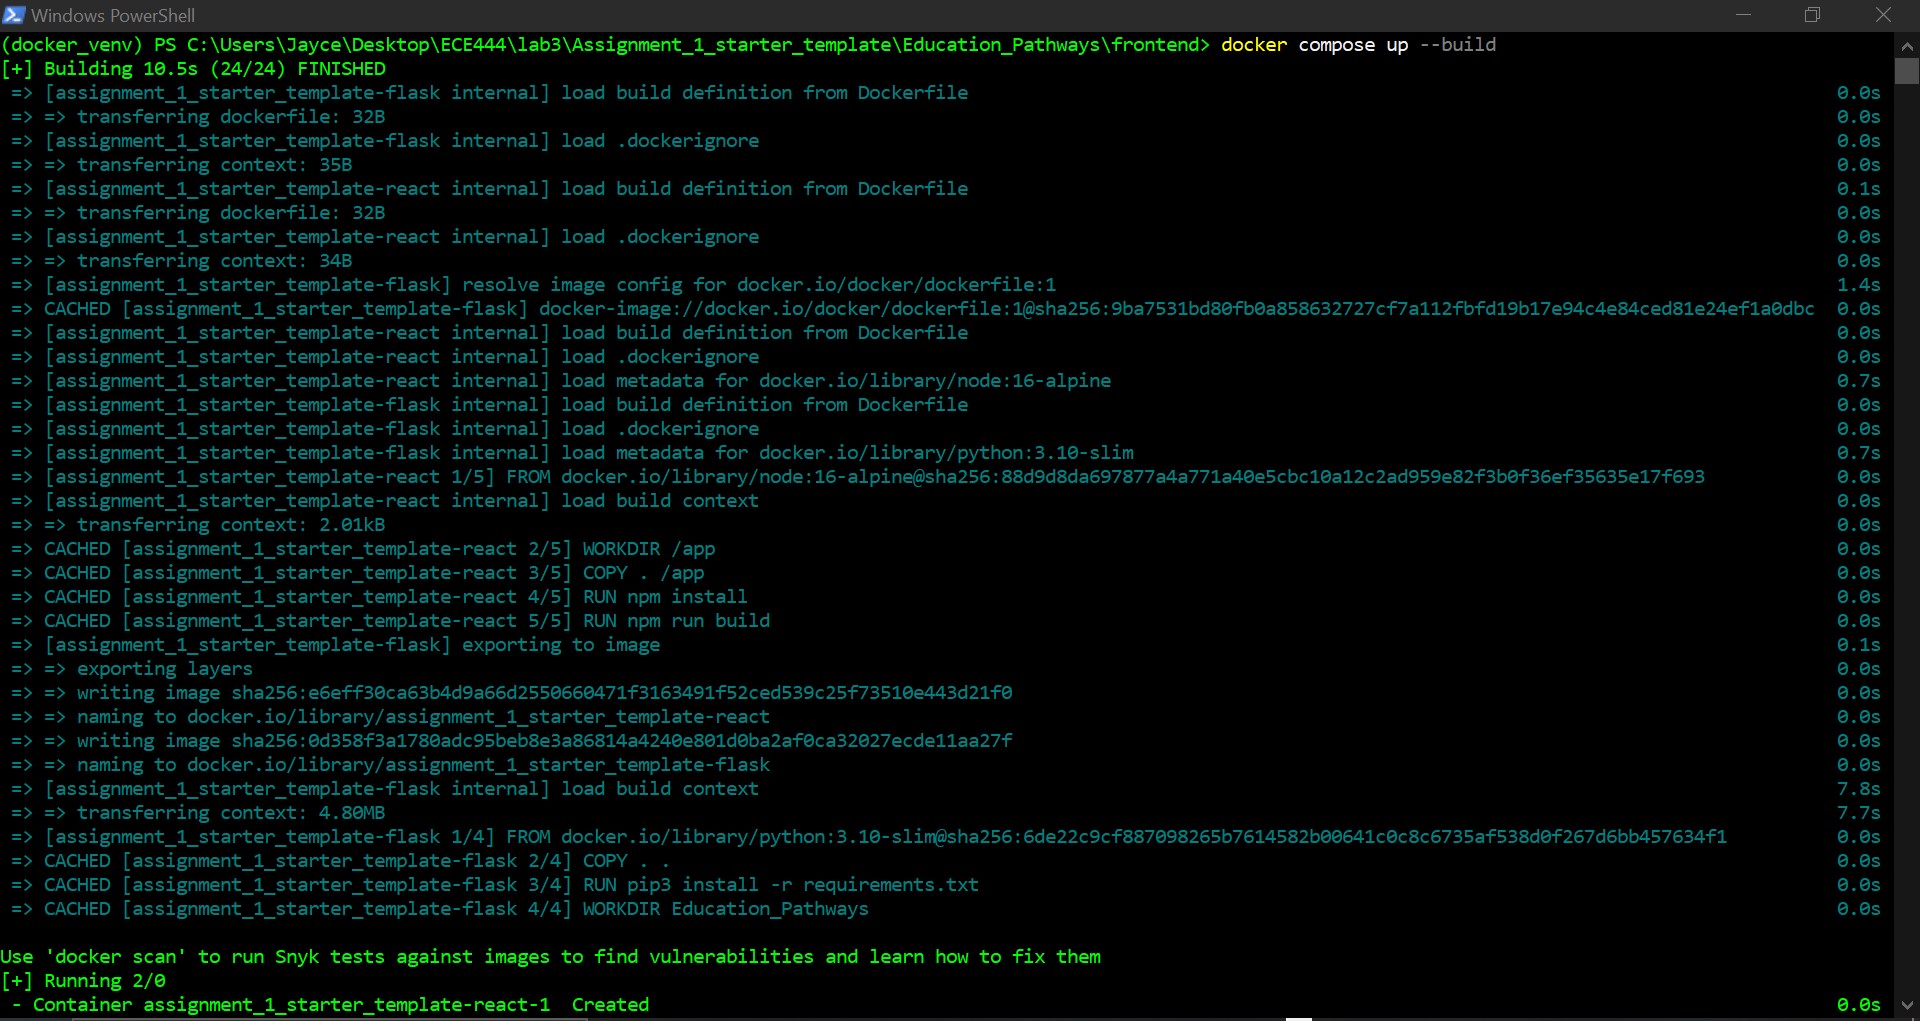 Windows PowerShell
(docker_venv) PS C:\Users\Jayce\Desktop\ECE444\lab3\Assignment_1_starter_template\Education_Pathways\frontend> docker compose up --build
[+] Building 10.5s (24/24) FINISHED
=> [assignment_1_starter_template-flask internal] load build definition from Dockerfile 0.0s
=> => transferring dockerfile: 32B 0.0s
=> [assignment_1_starter_template-flask internal] load .dockerignore 0.0s
=> => transferring context: 35B 0.0s
=> [assignment_1_starter_template-react internal] load build definition from Dockerfile 0.1s
=> => transferring dockerfile: 32B 0.0s
=> [assignment_1_starter_template-react internal] load .dockerignore 0.0s
=> => transferring context: 34B 0.0s
=> [assignment_1_starter_template-flask] resolve image config for docker.io/docker/dockerfile:1 1.4s
=> CACHED [assignment_1_starter_template-flask] docker-image://docker.io/docker/dockerfile:1@sha256:9ba7531bd80fb0a858632727cf7a112fbfd19b17e94c4e84ced81e24ef1a0dbc 0.0s
=> [assignment_1_starter_template-react internal] load build definition from Dockerfile 0.0s
=> [assignment_1_starter_template-react internal] load .dockerignore 0.0s
=> [assignment_1_starter_template-react internal] load metadata for docker.io/library/node:16-alpine 0.7s
=> [assignment_1_starter_template-flask internal] load build definition from Dockerfile 0.0s
=> [assignment_1_starter_template-flask internal] load .dockerignore 0.0s
=> [assignment_1_starter_template-flask internal] load metadata for docker.io/library/python:3.10-slim 0.7s
=> [assignment_1_starter_template-react 1/5] FROM docker.io/library/node:16-alpine@sha256:88d9d8da697877a4a771a40e5cbc10a12c2ad959e82f3b0f36ef35635e17f693 0.0s
=> [assignment_1_starter_template-react internal] load build context 0.0s
=> => transferring context: 2.01kB 0.0s
=> CACHED [assignment_1_starter_template-react 2/5] WORKDIR /app 0.0s
=> CACHED [assignment_1_starter_template-react 3/5] COPY . /app 0.0s
=> CACHED [assignment_1_starter_template-react 4/5] RUN npm install 0.0s
=> CACHED [assignment_1_starter_template-react 5/5] RUN npm run build 0.0s
=> [assignment_1_starter_template-flask] exporting to image 0.1s
=> => exporting layers 0.0s
=> => writing image sha256:e6eff30ca63b4d9a66d2550660471f3163491f52ced539c25f73510e443d21f0 0.0s
=> => naming to docker.io/library/assignment_1_starter_template-react 0.0s
=> => writing image sha256:0d358f3a1780adc95beb8e3a86814a4240e801d0ba2af0ca32027ecde11aa27f 0.0s
=> => naming to docker.io/library/assignment_1_starter_template-flask 0.0s
=> [assignment_1_starter_template-flask internal] load build context 7.8s
=> => transferring context: 4.80MB 7.7s
=> [assignment_1_starter_template-flask 1/4] FROM docker.io/library/python:3.10-slim@sha256:6de22c9cf887098265b7614582b00641c0c8c6735af538d0f267d6bb457634f1 0.0s
=> CACHED [assignment_1_starter_template-flask 2/4] COPY . . 0.0s
=> CACHED [assignment_1_starter_template-flask 3/4] RUN pip3 install -r requirements.txt 0.0s
=> CACHED [assignment_1_starter_template-flask 4/4] WORKDIR Education_Pathways 0.0s
Use 'docker scan' to run Snyk tests against images to find vulnerabilities and learn how to fix them
[+] Running 2/0
- Container assignment_1_starter_template-react-1  Created 0.0s